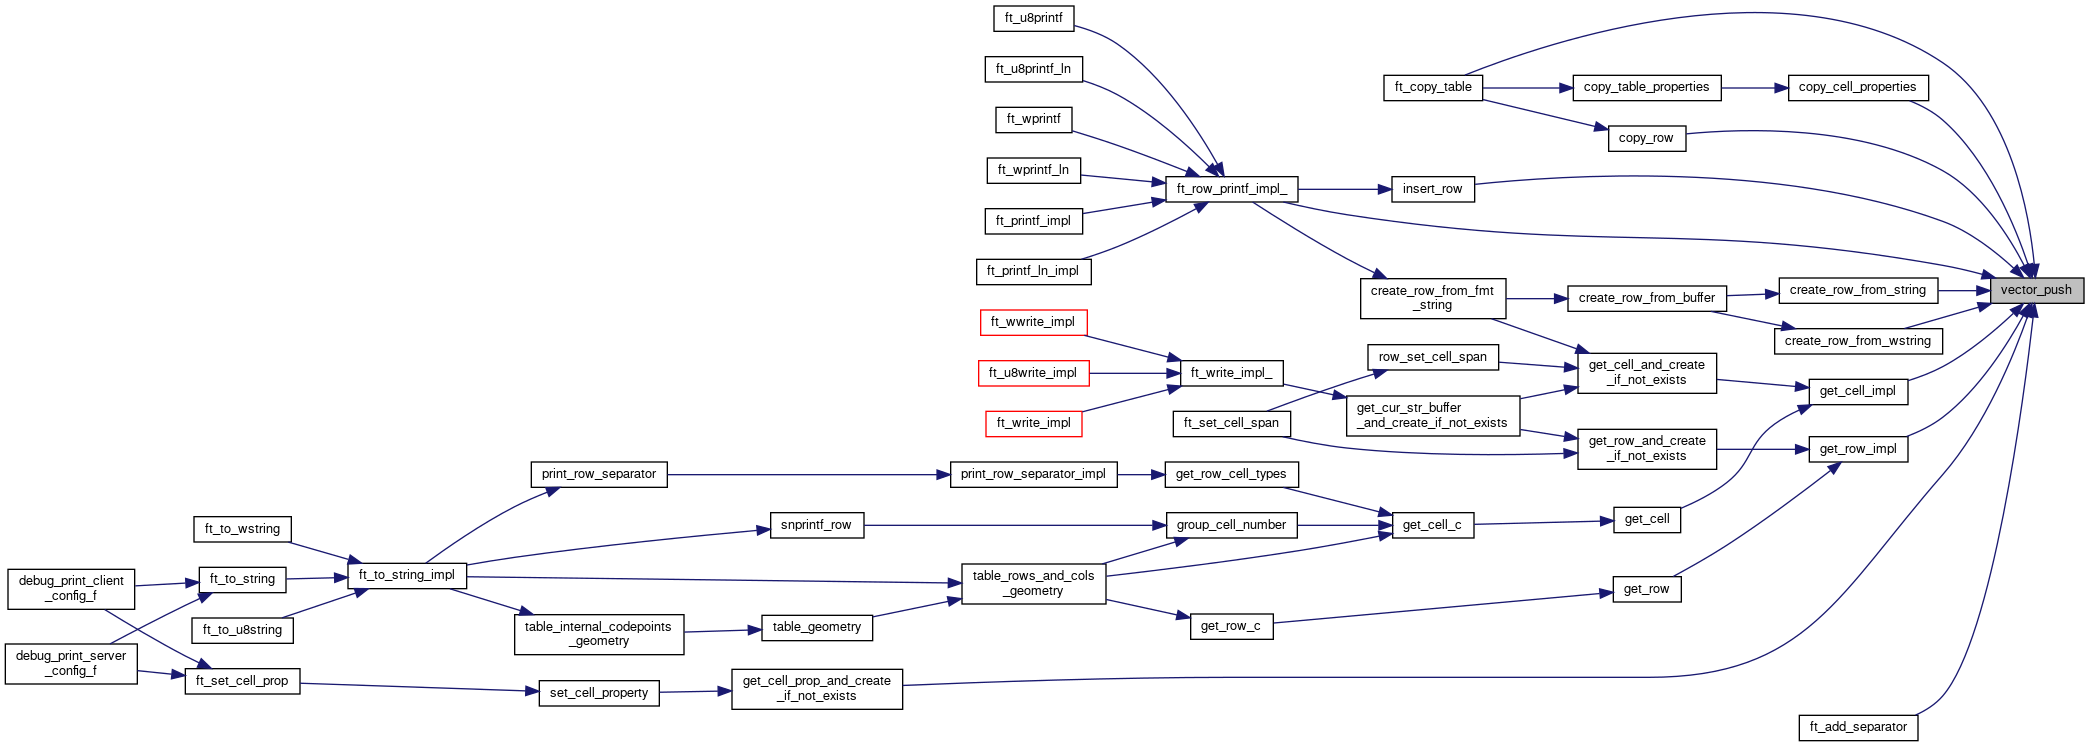 ft_u8printf
ft_u8printf_ln
ft_wprintf
ft_wprintf_ln
ft_printf_impl
ft_printf_ln_impl
ft_row_printf_impl_
ft_copy_table
copy_table_properties
copy_cell_properties
copy_row
insert_row
create_row_from_fmt
_string
create_row_from_buffer
create_row_from_string
create_row_from_wstring
vector_push
ft_wwrite_impl
ft_u8write_impl
ft_write_impl
ft_write_impl_
row_set_cell_span
ft_set_cell_span
get_cur_str_buffer
_and_create_if_not_exists
get_cell_and_create
_if_not_exists
get_row_and_create
_if_not_exists
get_cell_impl
get_row_impl
print_row_separator
print_row_separator_impl
get_row_cell_types
snprintf_row
group_cell_number
get_cell_c
get_cell
ft_to_wstring
ft_to_string
ft_to_u8string
ft_to_string_impl
table_rows_and_cols
_geometry
table_internal_codepoints
_geometry
table_geometry
get_row_c
get_row
debug_print_client
_config_f
debug_print_server
_config_f
ft_set_cell_prop
set_cell_property
get_cell_prop_and_create
_if_not_exists
ft_add_separator